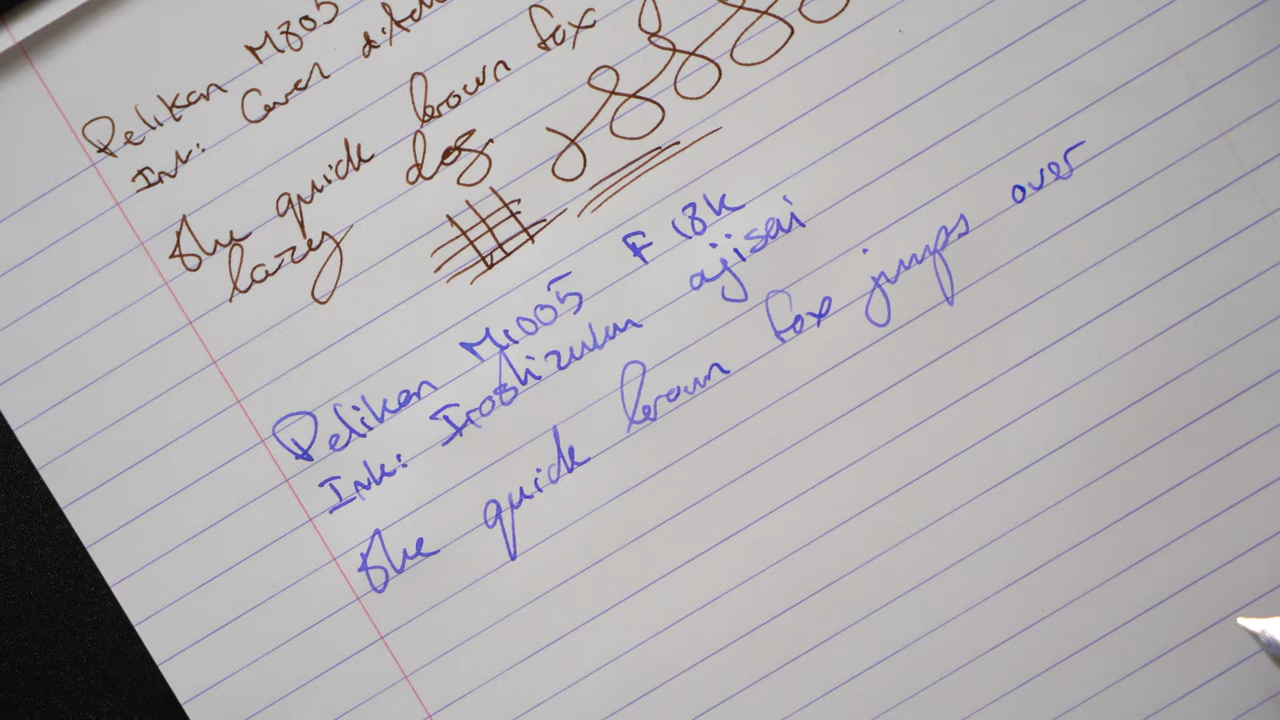 Pelikan M805
Ink:
The quick brown fox
lazy dog.
Pelikan M1005 F 18k
Ink: Iroshizuku ajisai
The quick brown fox jumps over